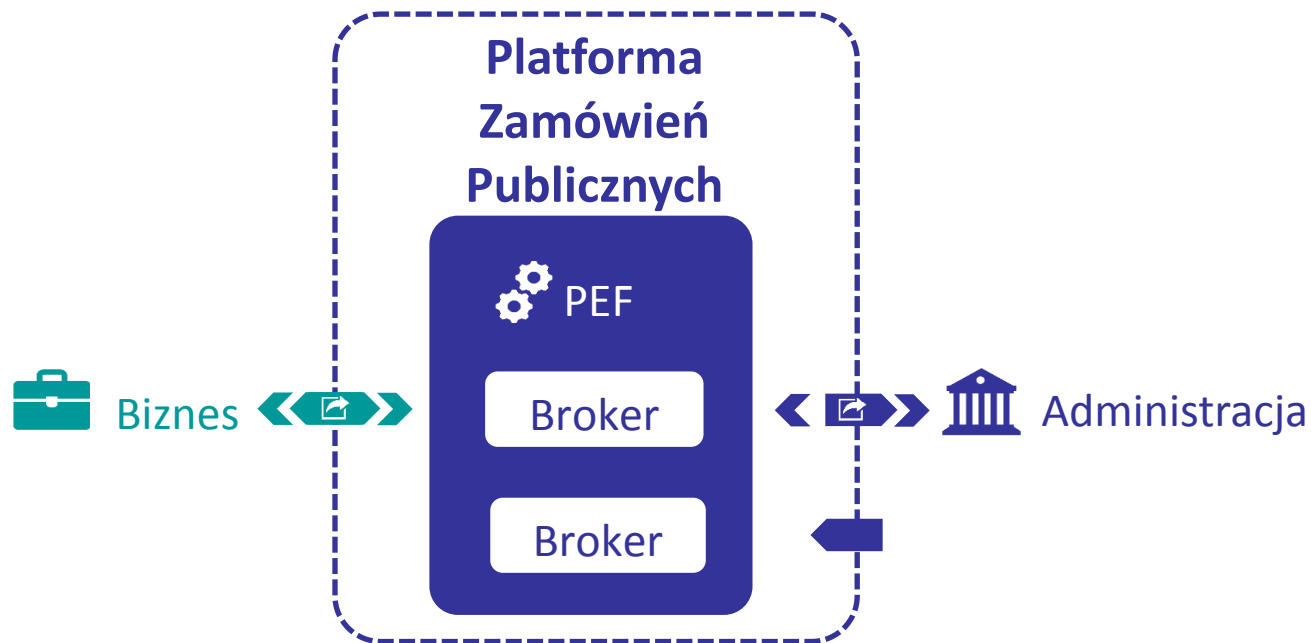 Platforma
Zamówień
Publicznych
PEF
Biznes
Broker
Administracja
Broker